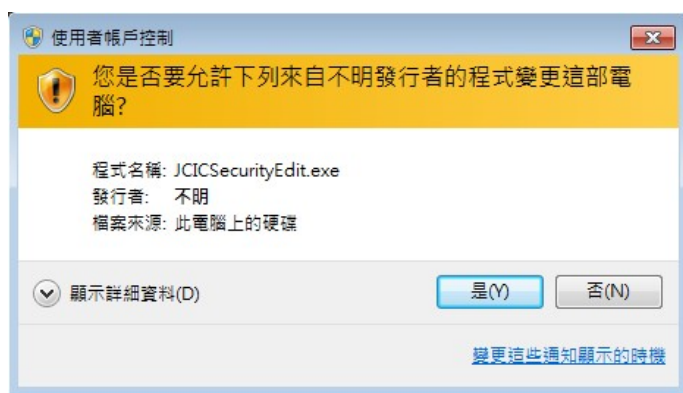 使用者帳戶控制
您是否要允許下列來自不明發行者的程式變更這部電
腦?
程式名稱: JCICSecurityEdit.exe
發行者: 不明
檔案來源: 此電腦上的硬碟
顯示詳細資料(D)
是(Y)
否(N)
變更這些通知顯示的時機